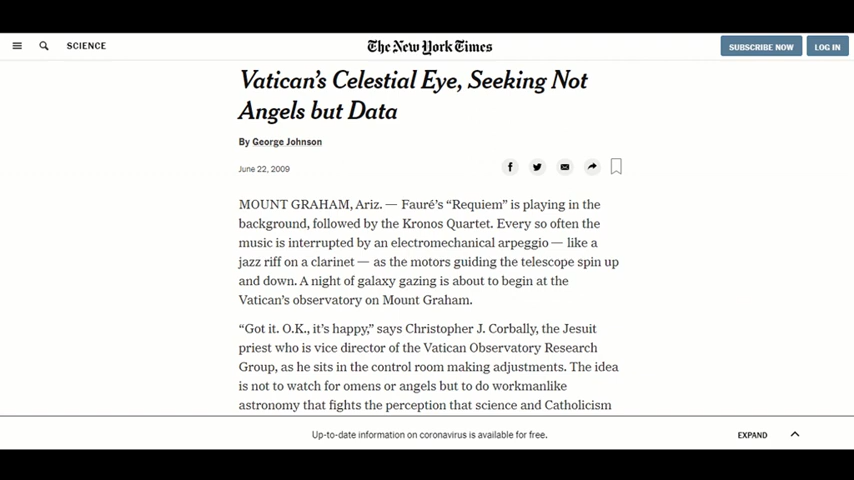 SCIENCE
The New York Times
SUBSCRIBE NOW
LOG IN
Vatican's Celestial Eye, Seeking Not
Angels but Data
By George Johnson
June 22, 2009
MOUNT GRAHAM, Ariz. — Fauré's “Requiem” is playing in the
background, followed by the Kronos Quartet. Every so often the
music is interrupted by an electromechanical arpeggio — like a
jazz riff on a clarinet — as the motors guiding the telescope spin up
and down. A night of galaxy gazing is about to begin at the
Vatican's observatory on Mount Graham.
“Got it. O.K., it's happy,” says Christopher J. Corbally, the Jesuit
priest who is vice director of the Vatican Observatory Research
Group, as he sits in the control room making adjustments. The idea
is not to watch for omens or angels but to do workmanlike
astronomy that fights the perception that science and Catholicism
Up-to-date information on coronavirus is available for free.
EXPAND